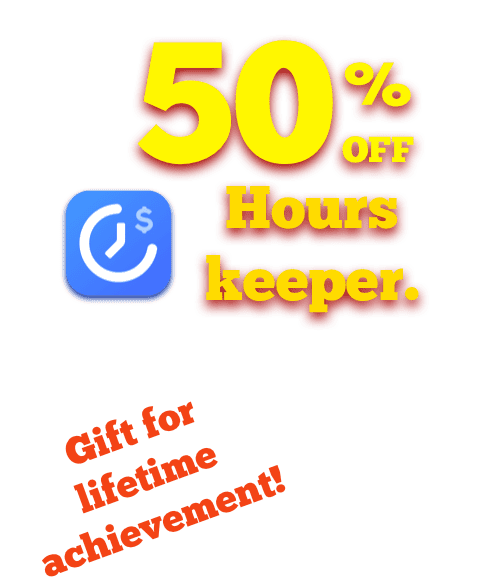 50%
OFF
$
Hours
keeper.
Gift for
lifetime
achievement!